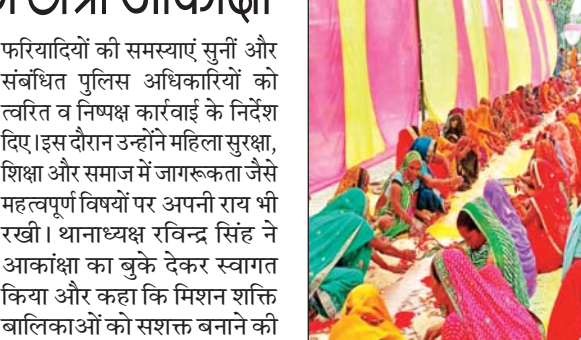 छात्रा आकांक्षा
फरियादियों की समस्याएं सुनीं और
संबंधित पुलिस अधिकारियों को
त्वरित व निष्पक्ष कार्रवाई के निर्देश
दिए। इस दौरान उन्होंने महिला सुरक्षा,
शिक्षा और समाज में जागरूकता जैसे
महत्वपूर्ण विषयों पर अपनी राय भी
रखी। थानाध्यक्ष रविन्द्र सिंह ने
आकांक्षा का बुके देकर स्वागत
किया और कहा कि मिशन शक्ति
बालिकाओं को सशक्त बनाने की